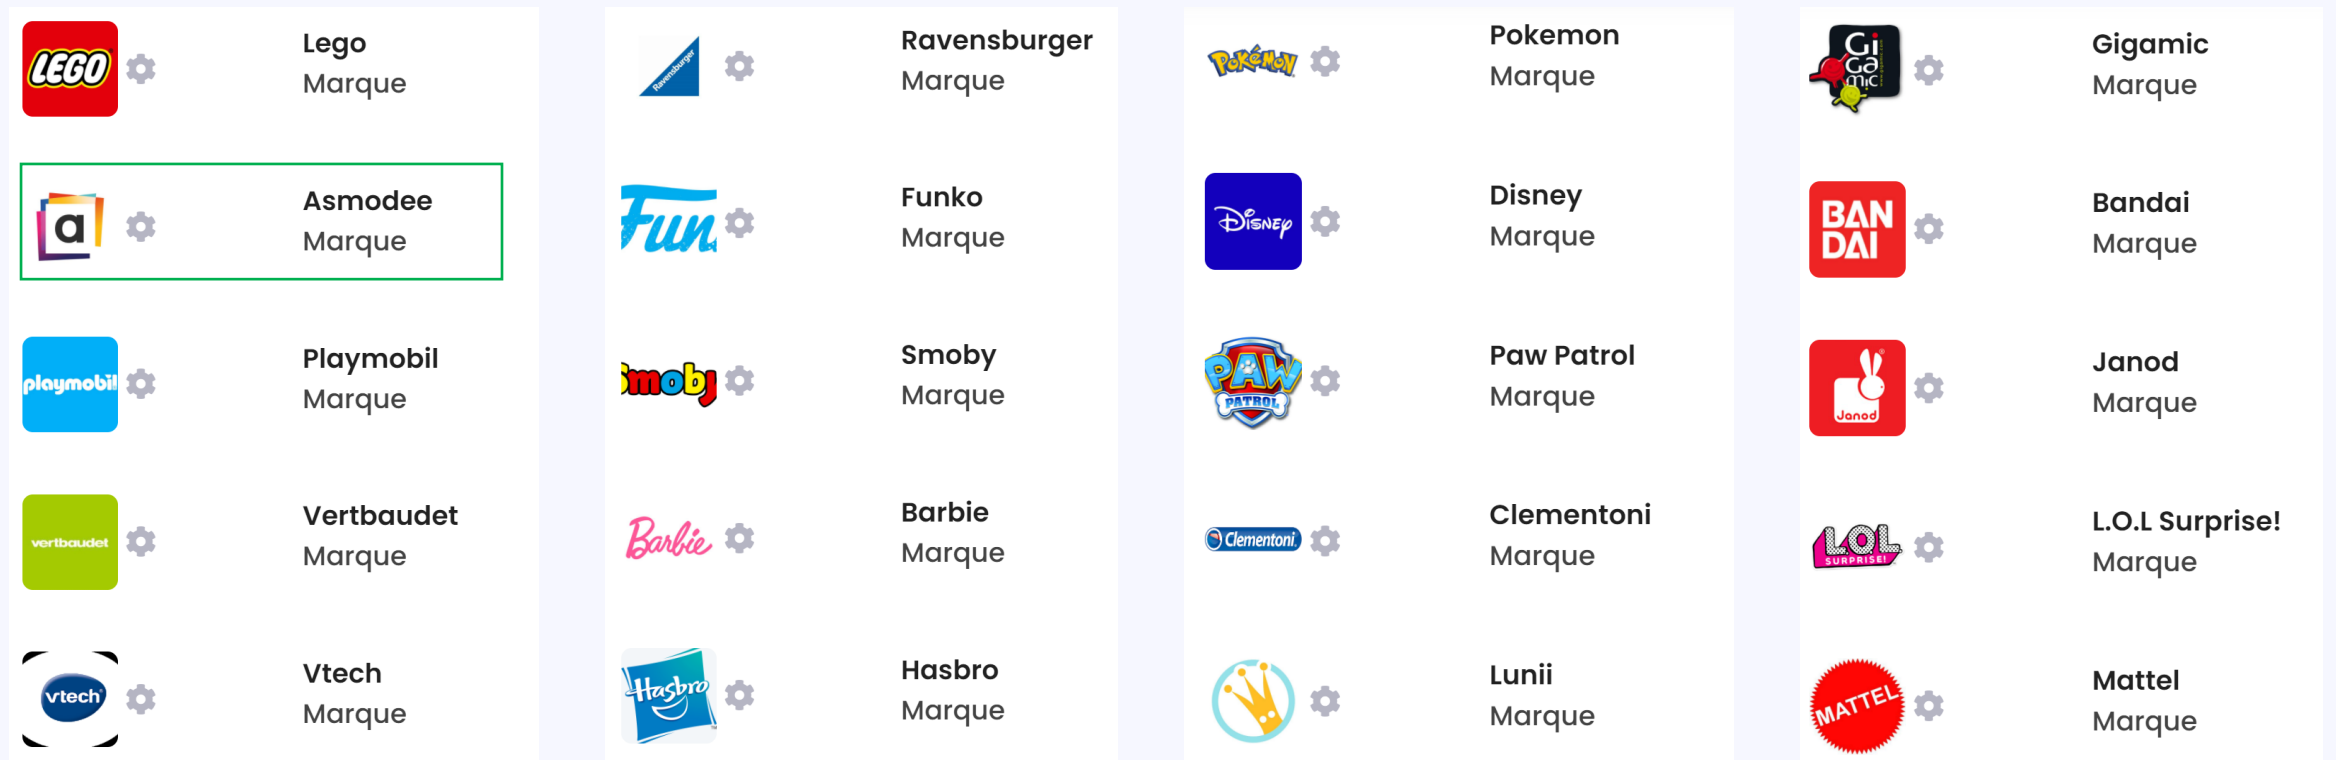 LEGO
Lego
Marque
a
Asmodee
Marque
playmobil
Playmobil
Marque
vertbaudet
Vertbaudet
Marque
vtech
Vtech
Marque
Ravensburger
Ravensburger
Marque
Fun
Funko
Marque
Smoby
Smoby
Marque
Barbie
Barbie
Marque
Hasbro
Hasbro
Marque
POKéMON
Pokemon
Marque
DISNEY
Disney
Marque
PAW
PATROL
Paw Patrol
Marque
Clementoni
Clementoni
Marque
Lunii
Marque
Gi
Ga
mic
Gigamic
Marque
BAN
DAI
Bandai
Marque
Janod
Janod
Marque
L.O.L
SURPRISE!
L.O.L Surprise!
Marque
MATTEL
Mattel
Marque